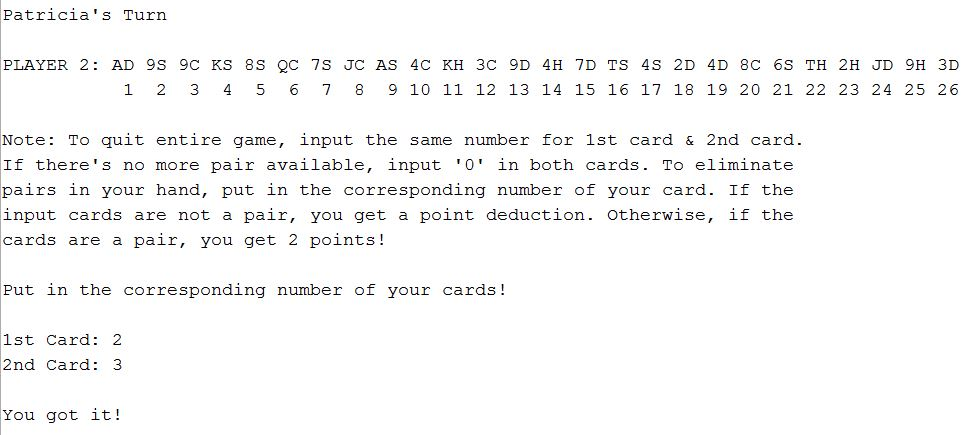 Patricia's Turn
PLAYER 2: AD 9S 9C KS 8S QC 7S JC AS 4C KH 3C 9D 4H 7D TS 4S 2D 4D 8C 6S TH 2H JD 9H 3D
1 2 3 4 5 6 7 8 9 10 11 12 13 14 15 16 17 18 19 20 21 22 23 24 25 26
Note: To quit entire game, input the same number for 1st card & 2nd card.
If there's no more pair available, input '0' in both cards. To eliminate
pairs in your hand, put in the corresponding number of your card. If the
input cards are not a pair, you get a point deduction. Otherwise, if the
cards are a pair, you get 2 points!
Put in the corresponding number of your cards!
1st Card: 2
2nd Card: 3
You got it!